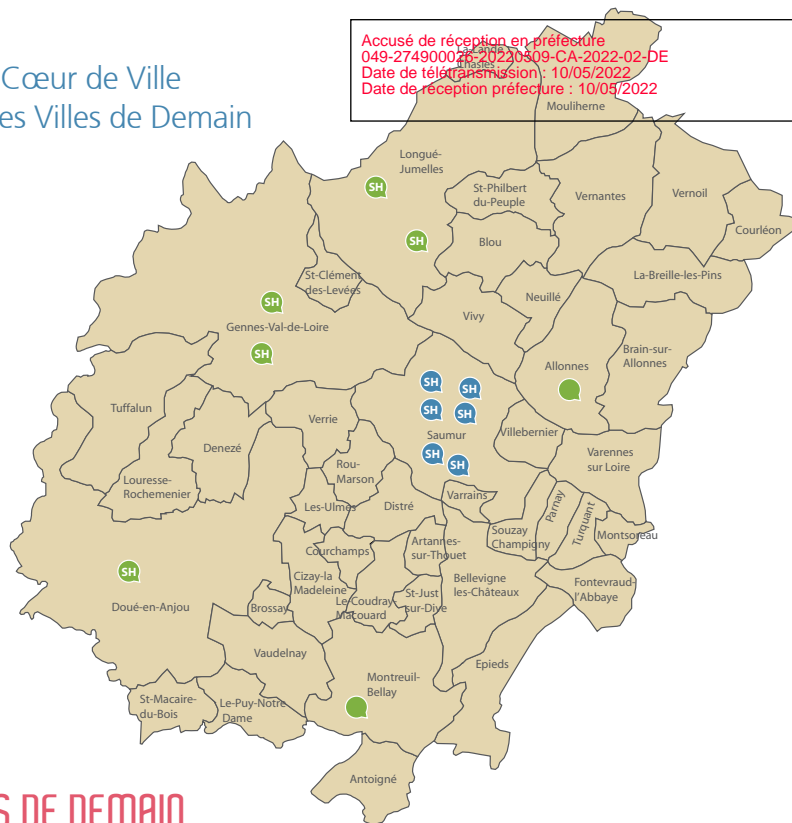 Accusé de réception en préfecture
049-274900026-20220509-CA-2022-02-DE
Date de télétransmission : 10/05/2022
Date de réception préfecture : 10/05/2022
Cœur de Ville
es Villes de Demain
La-Lande
Chasles
Mouliherne
Longué-
Jumelles
SH
St-Philbert
du-Peuple
Vernantes
Vernoil
Courléon
SH
Blou
St-Clément
des-Levées
La-Breille-les-Pins
SH
Neuillé
Vivy
Gennes-Val-de-Loire
SH
Brain-sur-
Allonnes
Allonnes
SH
SH
SH
SH
Tuffalun
Verrie
Saumur
Villebernier
Denezé
SH
SH
Varennes
sur Loire
Rou-
Marson
Louresse-
Rochemenier
Varrains
Les-Ulmes
Distré
Parnay
Turquant
Souzay
Champigny
Montsoreau
Artannes-
sur-Thouet
Courchamps
SH
Cizay-la
Madeleine
Bellevigne
les-Châteaux
Fontevraud-
l'Abbaye
St-Just
sur-Dive
Le-Coudray-
Macouard
Doué-en-Anjou
Brossay
Vaudelnay
Epieds
Montreuil-
Bellay
St-Macaire-
du-Bois
Le-Puy-Notre
Dame
Antoigné
S DE DEMAIN